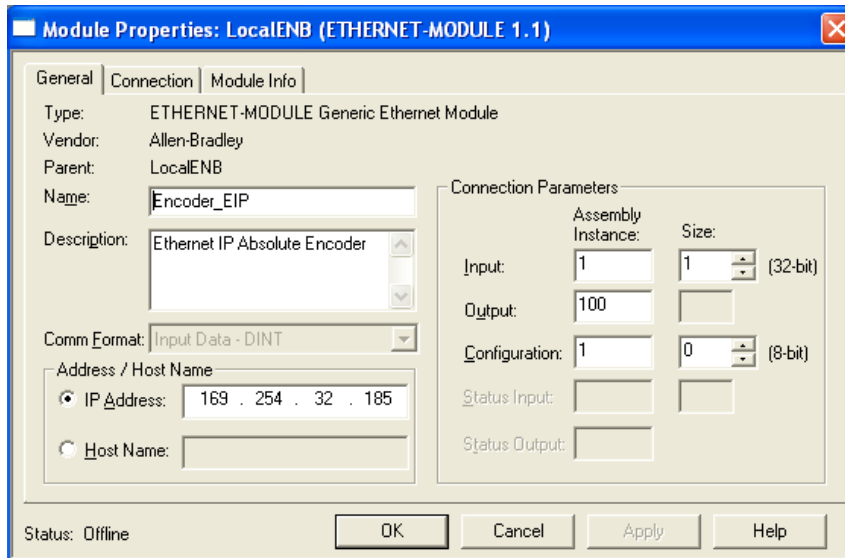 Module Properties: LocalENB (ETHERNET-MODULE 1.1)
General Connection Module Info
Type: ETHERNET-MODULE Generic Ethernet Module
Vendor: Allen-Bradley
Parent: LocalENB
Name: Encoder_EIP
Description: Ethernet IP Absolute Encoder
Comm Format: Input Data - DINT
Address / Host Name
IP Address: 169 . 254 . 32 . 185
Host Name:
Connection Parameters
Assembly Instance: Size:
Input: 1 1 (32-bit)
Output: 100
Configuration: 1 0 (8-bit)
Status Input:
Status Output:
Status: Offline OK Cancel Apply Help